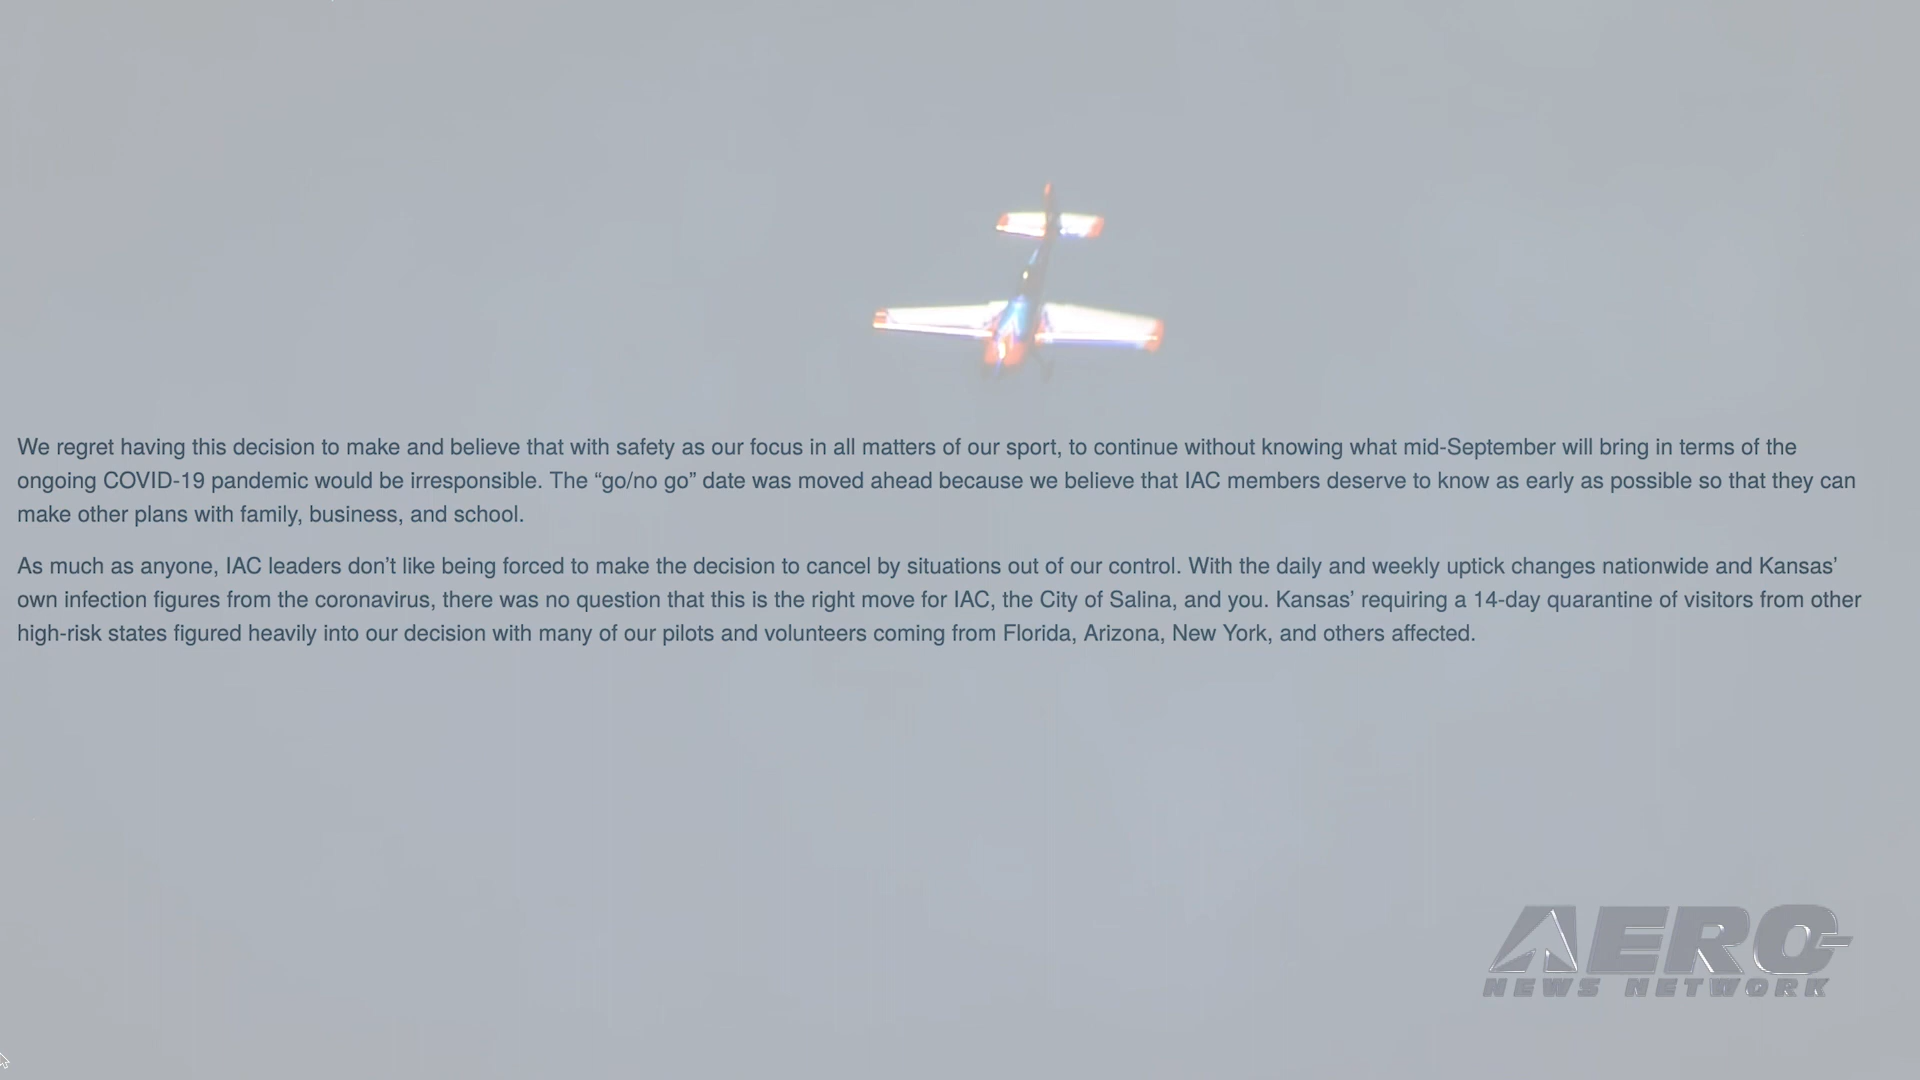 We regret having this decision to make and believe that with safety as our focus in all matters of our sport, to continue without knowing what mid-September will bring in terms of the
ongoing COVID-19 pandemic would be irresponsible. The “go/no go” date was moved ahead because we believe that IAC members deserve to know as early as possible so that they can
make other plans with family, business, and school.
As much as anyone, IAC leaders don’t like being forced to make the decision to cancel by situations out of our control. With the daily and weekly uptick changes nationwide and Kansas’
own infection figures from the coronavirus, there was no question that this is the right move for IAC, the City of Salina, and you. Kansas’ requiring a 14-day quarantine of visitors from other
high-risk states figured heavily into our decision with many of our pilots and volunteers coming from Florida, Arizona, New York, and others affected.
AERO-
NEWS NETWORK